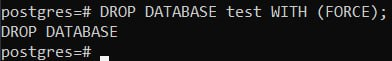 postgres=# DROP DATABASE test WITH (FORCE);
DROP DATABASE
postgres=#